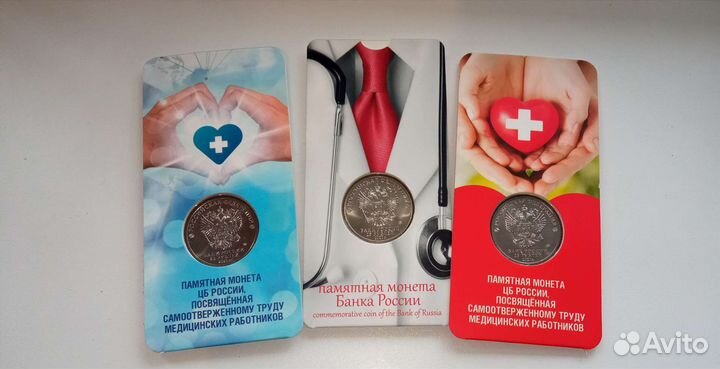 ПАМЯТНАЯ МОНЕТА
ЦБ РОССИИ,
ПОСВЯЩЁННАЯ
САМООТВЕРЖЕННОМУ ТРУДУ
МЕДИЦИНСКИХ РАБОТНИКОВ
памятная монета
Банка России
commemorative coin of the Bank of Russia
ПАМЯТНАЯ МОНЕТА
ЦБ РОССИИ,
ПОСВЯЩЁННАЯ
САМООТВЕРЖЕННОМУ ТРУДУ
МЕДИЦИНСКИХ РАБОТНИКОВ
Avito